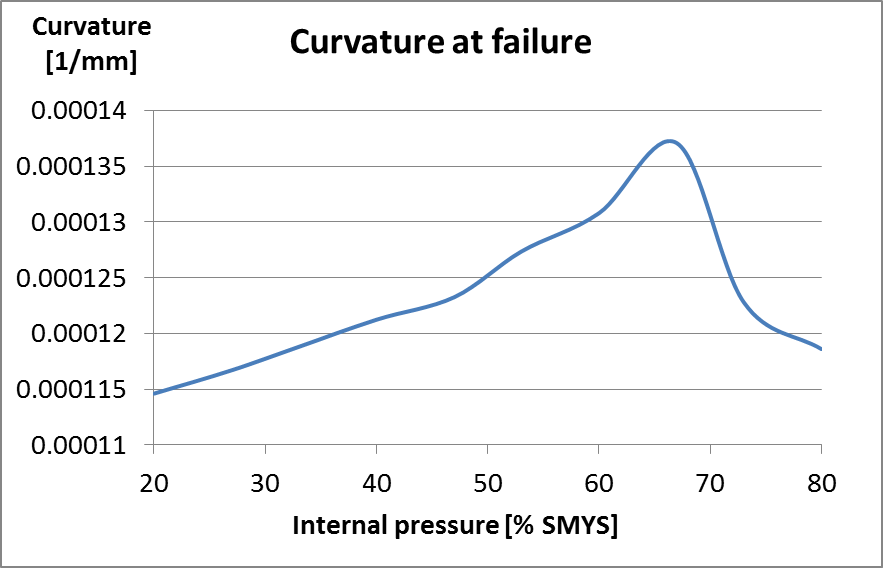 Curvature
[1/mm]
Curvature at failure
0.00014
0.000135
0.00013
0.000125
0.00012
0.000115
0.00011
20 30 40 50 60 70 80
Internal pressure [% SMYS]